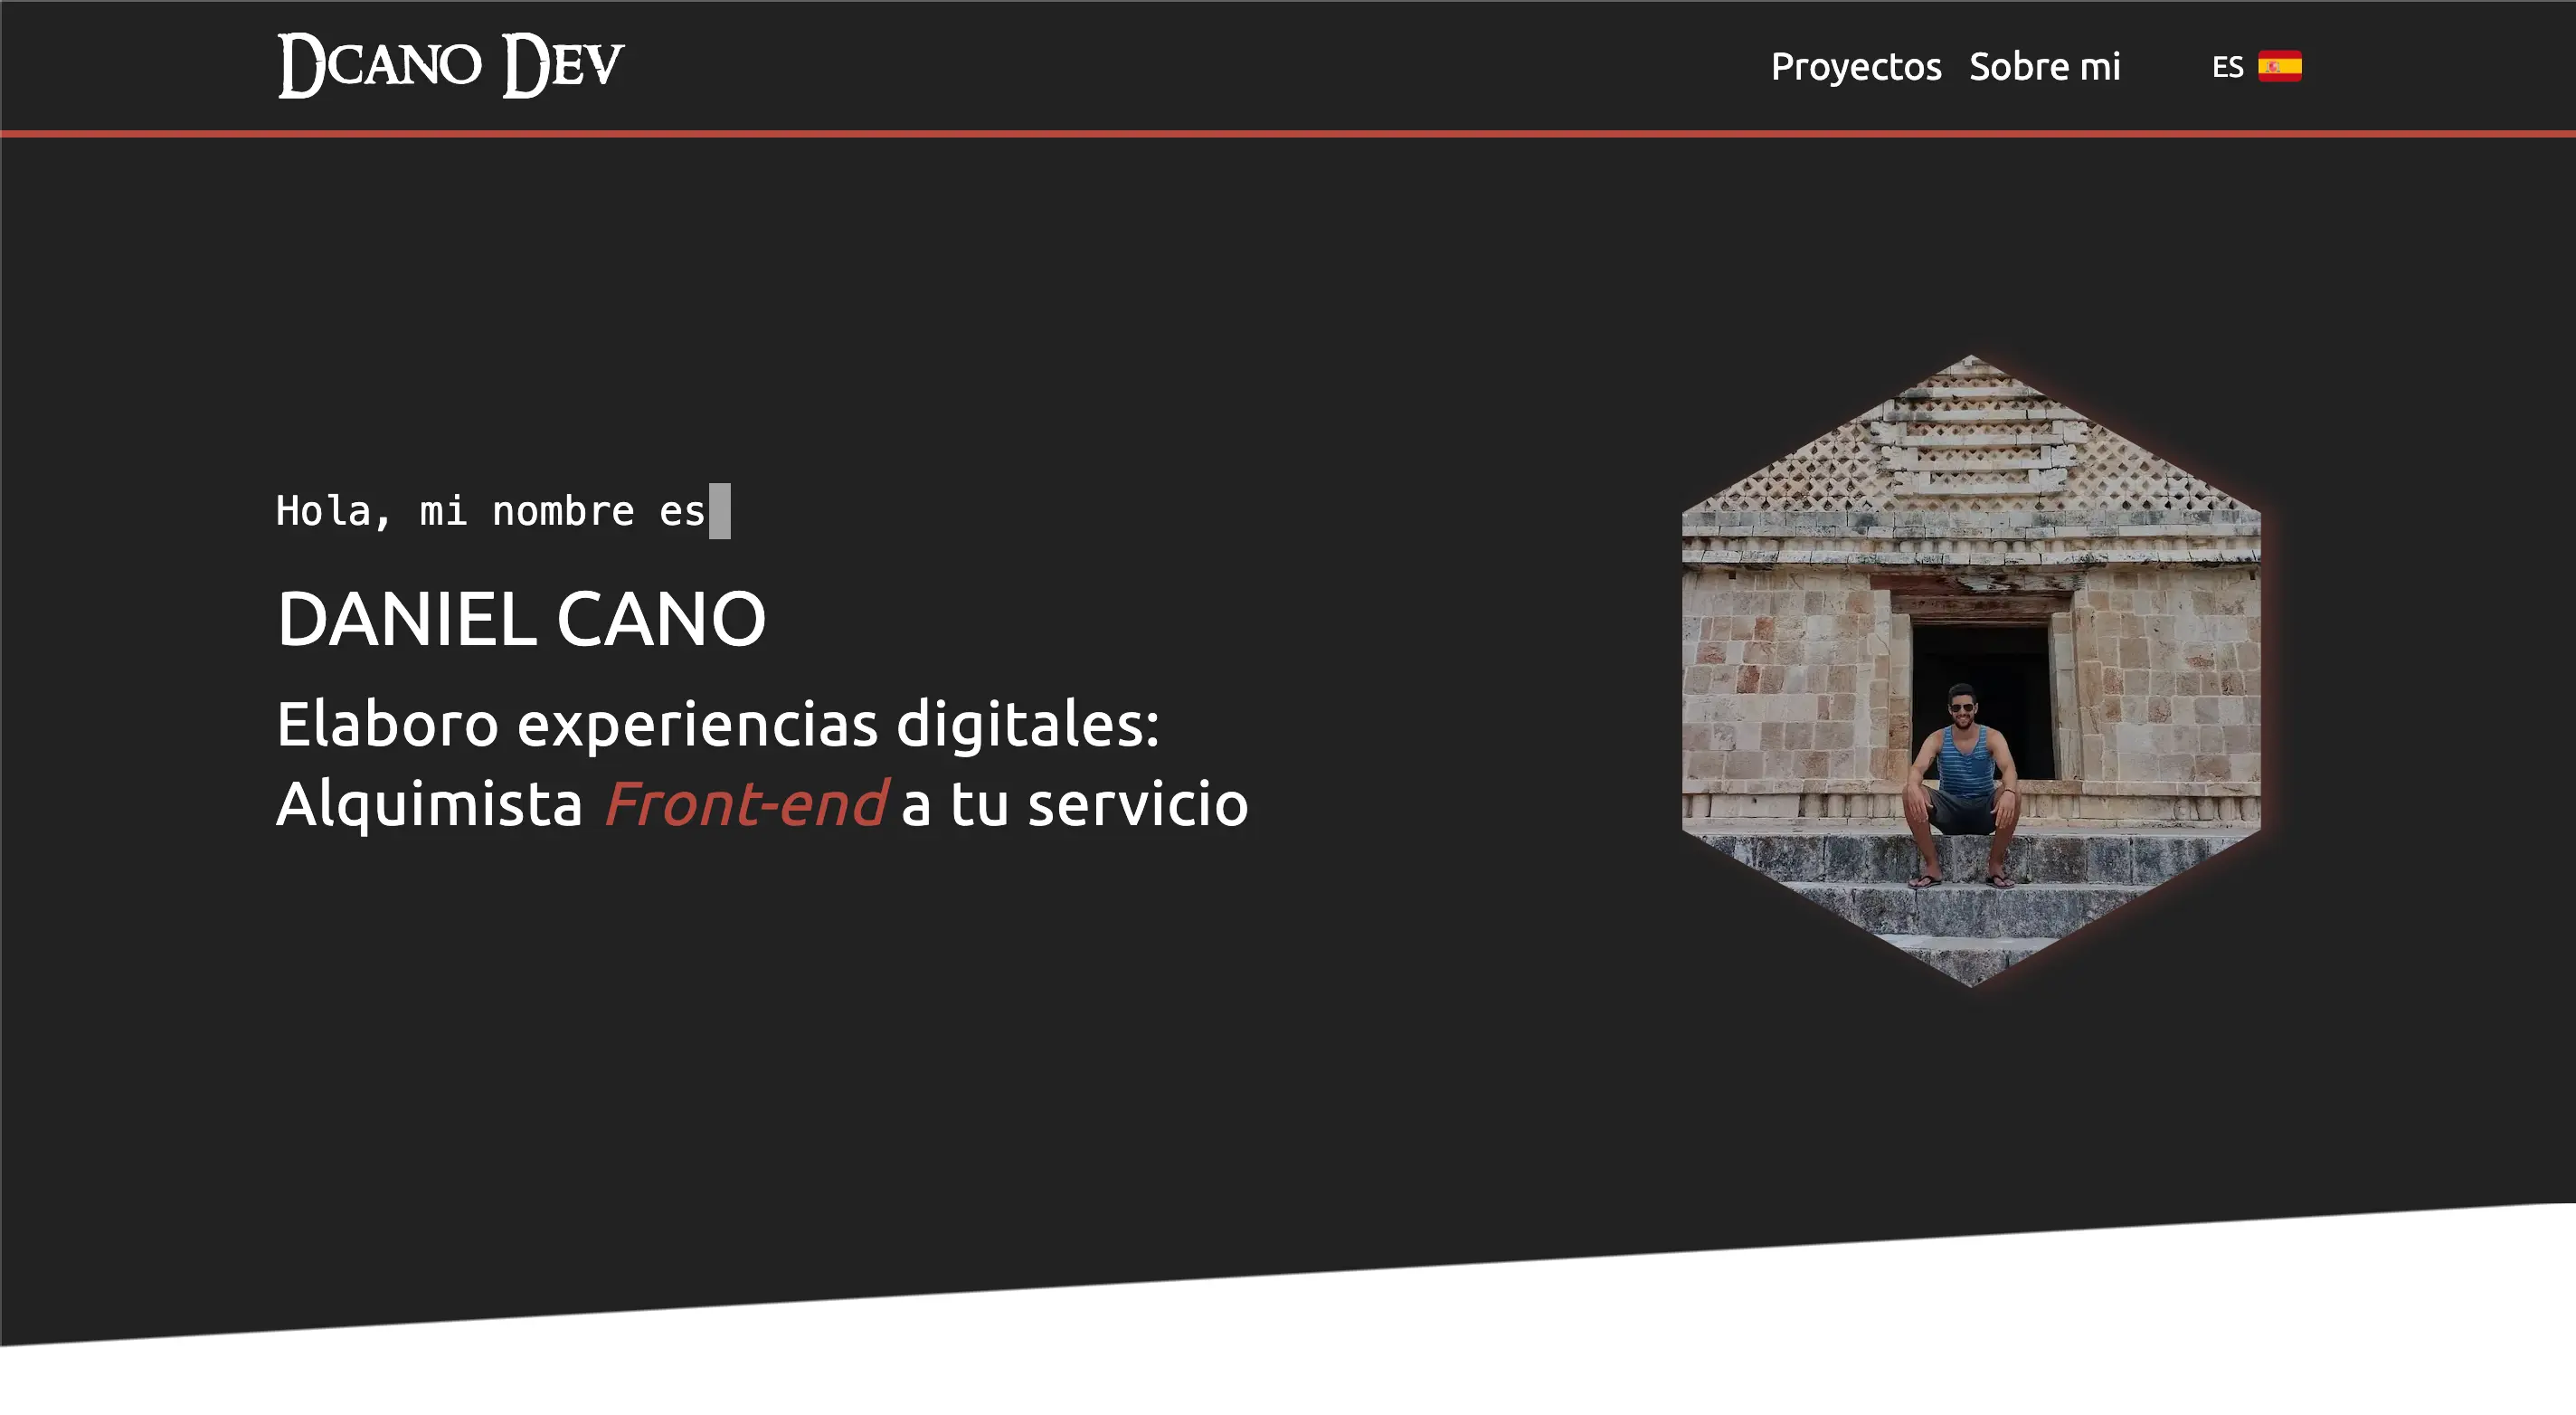 Dcano Dev
Proyectos Sobre mi ES
Hola, mi nombre es
DANIEL CANO
Elaboro experiencias digitales:
Alquimista Front-end a tu servicio